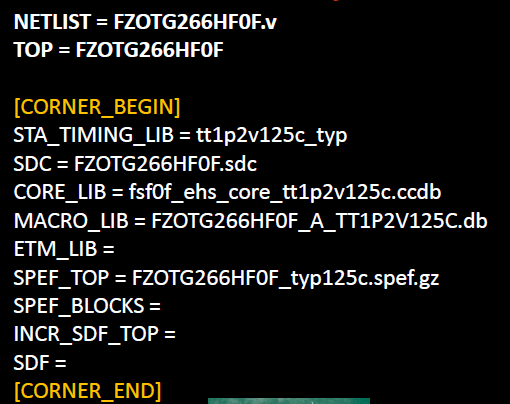 NETLIST = FZOTG266HF0F.v
TOP = FZOTG266HF0F
[CORNER_BEGIN]
STA_TIMING_LIB = tt1p2v125c_typ
SDC = FZOTG266HF0F.sdc
CORE_LIB = fsf0f_ehs_core_tt1p2v125c.ccdb
MACRO_LIB = FZOTG266HF0F_A_TT1P2V125C.db
ETM_LIB =
SPEF_TOP = FZOTG266HF0F_typ125c.spef.gz
SPEF_BLOCKS =
INCR_SDF_TOP =
SDF =
[CORNER_END]